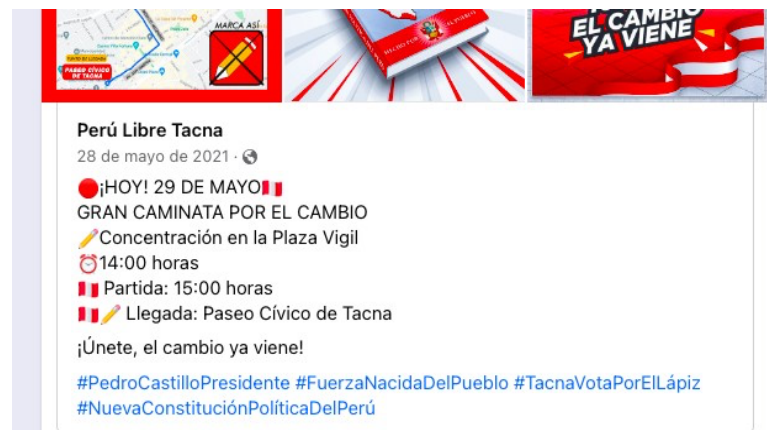 MARCA ASÍ
PASEO CÍVICO
DE TACNA
EL CAMBIO
YA VIENE
Perú Libre Tacna
28 de mayo de 2021 ·
🔴¡HOY! 29 DE MAYO🇵🇪
GRAN CAMINATA POR EL CAMBIO
✏️Concentración en la Plaza Vigil
⏰14:00 horas
🇵🇪 Partida: 15:00 horas
🇵🇪✏️ Llegada: Paseo Cívico de Tacna
¡Únete, el cambio ya viene!
#PedroCastilloPresidente #FuerzaNacidaDelPueblo #TacnaVotaPorElLápiz
#NuevaConstituciónPolíticaDelPerú